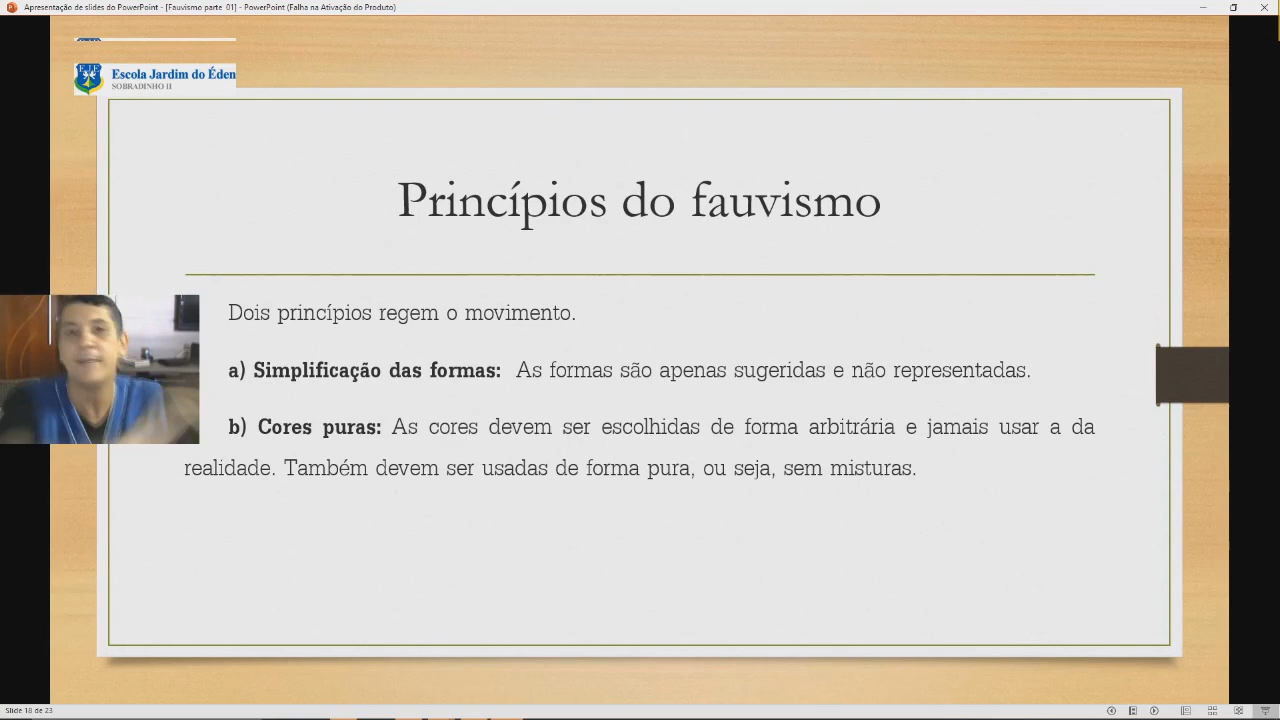 Apresentação de slides do PowerPoint - [Fauvismo parte 01] - PowerPoint (Falha na Ativação do Produto)
Escola Jardim do Éden
SOBRADINHO II
Princípios do fauvismo
Dois princípios regem o movimento.
a) Simplificação das formas: As formas são apenas sugeridas e não representadas.
b) Cores puras: As cores devem ser escolhidas de forma arbitrária e jamais usar a da
realidade. Também devem ser usadas de forma pura, ou seja, sem misturas.
Slide 18 de 23